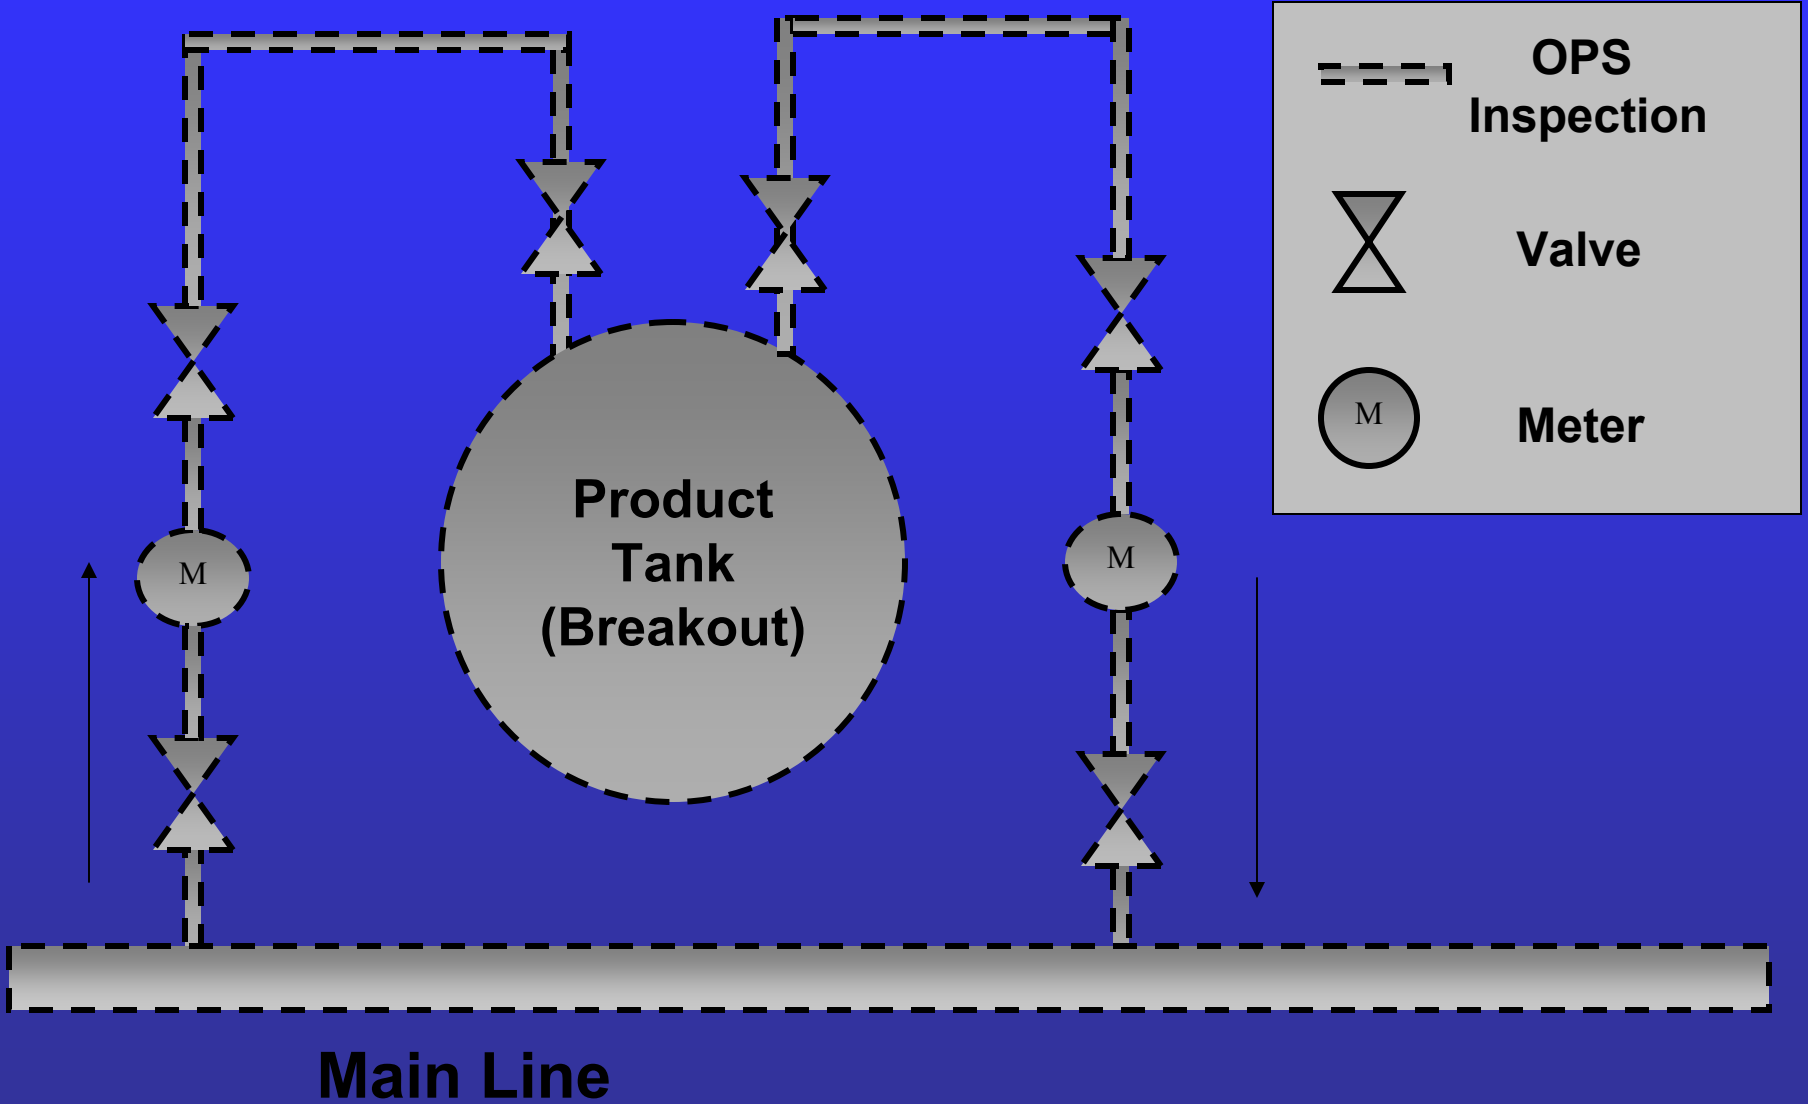 OPS
Inspection
Valve
M
Meter
Product
Tank
(Breakout)
M
M
Main Line